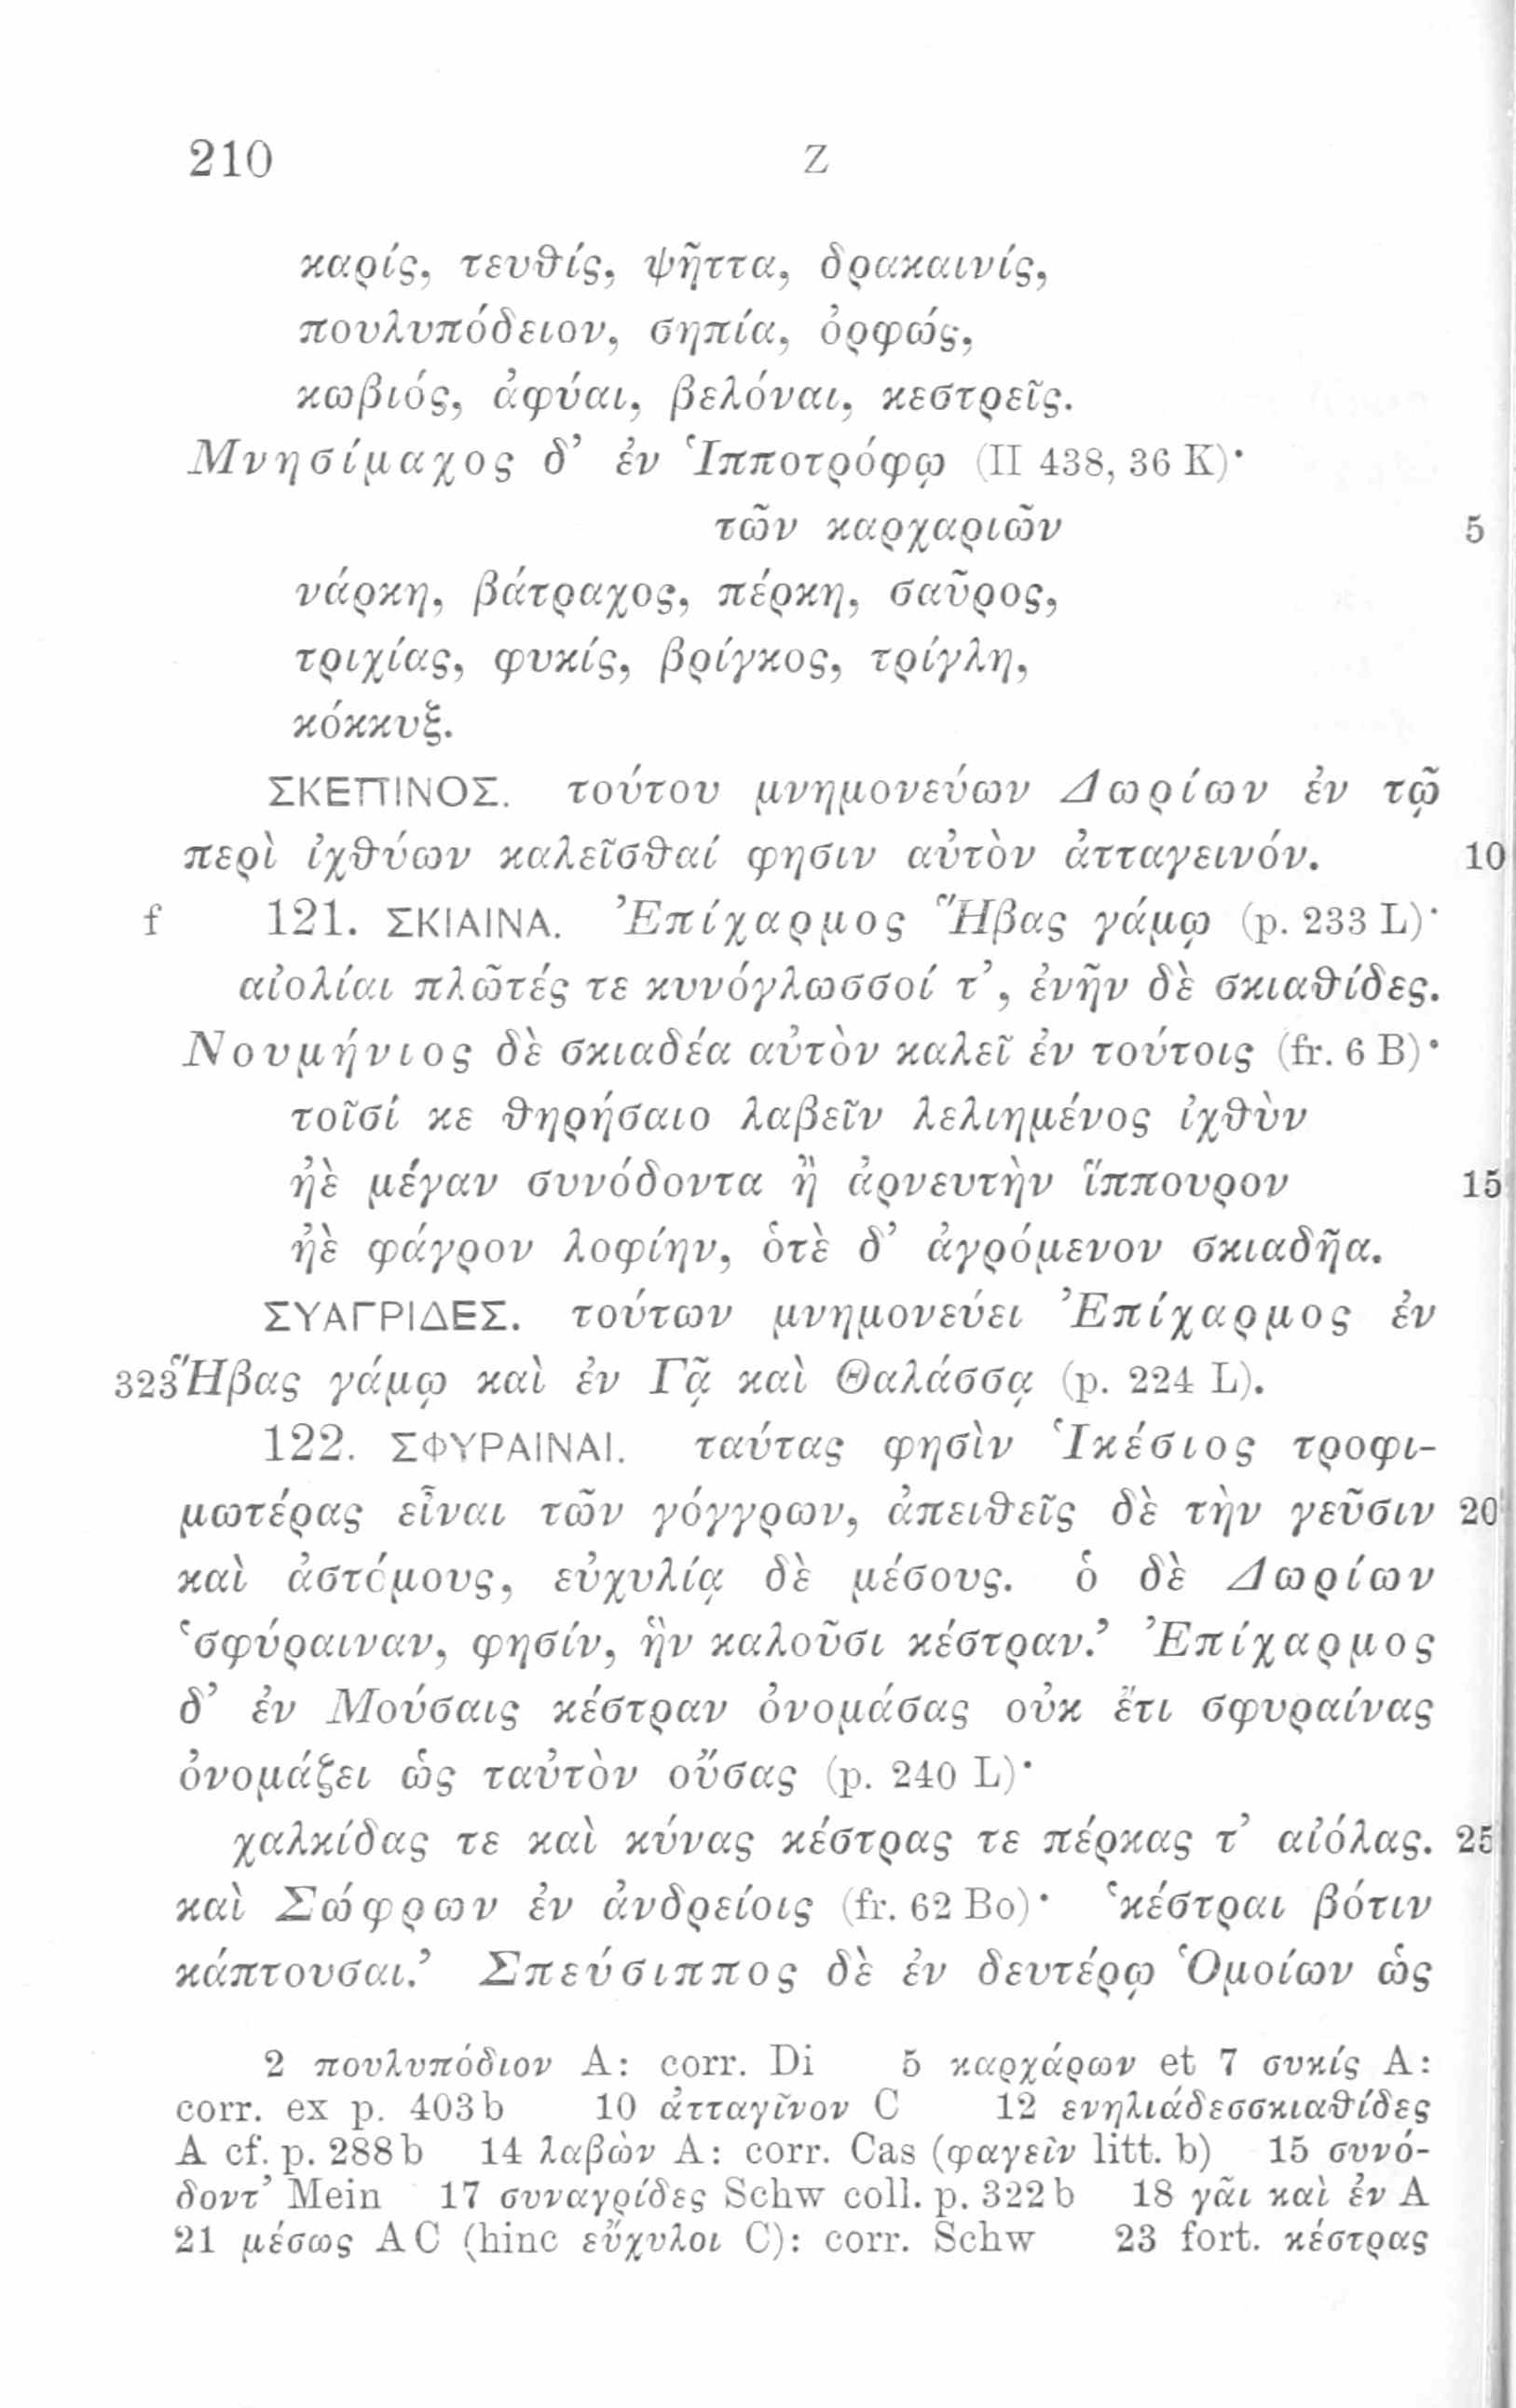 210 Z
καρίς, τευθίς, ψῆττα, δρακαινίς,
πουλυπόδειον, σηπία, ὀρφώς,
κωβιός, ἀφύαι, βελόναι, κεστρεῖς.
Μνησίμαχος δ’ ἐν Ἱπποτρόφῳ (II 438, 36 K)·
τῶν καρχαριῶν 5
νάρκη, βάτραχος, πέρκη, σαῦρος,
τριχίας, φυκίς, βρίγκος, τρίγλη,
κόκκυξ.
ΣΚΕΠΙΝΟΣ. τούτου μνημονεύων Δωρίων ἐν τῷ
περὶ ἰχθύων καλεῖσθαί φησιν αὐτὸν ἀτταγεινόν. 10
f 121. ΣΚΙΑΙΝΑ. Ἐπίχαρμος Ἥβας γάμῳ (p. 233 L)·
αἰολίαι πλῶτές τε κυνόγλωσσοί τ’, ἐνῆν δὲ σκιαθίδες.
Νουμήνιος δὲ σκιαδέα αὐτὸν καλεῖ ἐν τούτοις (fr. 6 B)·
τοῖσί κε θηρήσαιο λαβεῖν λελιημένος ἰχθὺν
ἠὲ μέγαν συνόδοντα ἢ ἀρνευτὴν ἵππουρον 15
ἠὲ φάγρον λοφίην, ὁτὲ δ’ ἀγρόμενον σκιαδῆα.
ΣΥΑΓΡΙΔΕΣ. τούτων μνημονεύει Ἐπίχαρμος ἐν
323 Ἥβας γάμῳ καὶ ἐν Γᾷ καὶ Θαλάσσᾳ (p. 224 L).
122. ΣΦΥΡΑΙΝΑΙ. ταύτας φησὶν Ἱκέσιος τροφι-
μωτέρας εἶναι τῶν γόγγρων, ἀπειθεῖς δὲ τὴν γεῦσιν 20
καὶ ἀστόμους, εὐχυλίᾳ δὲ μέσους. ὁ δὲ Δωρίων
‘σφύραιναν, φησίν, ἣν καλοῦσι κέστραν.’ Ἐπίχαρμος
δ’ ἐν Μούσαις κέστραν ὀνομάσας οὐκ ἔτι σφυραίνας
ὀνομάζει ὡς ταὐτὸν οὔσας (p. 240 L)·
χαλκίδας τε καὶ κύνας κέστρας τε πέρκας τ’ αἰόλας. 25
καὶ Σώφρων ἐν ἀνδρείοις (fr. 62 Bo)· ‘κέστραι βότιν
κάπτουσαι.’ Σπεύσιππος δὲ ἐν δευτέρῳ Ὁμοίων ὡς
2 πουλυπόδιον A: corr. Di 5 καρχάρων et 7 συκίς A:
corr. ex p. 403b 10 ἀτταγῖνον C 12 ενηλιάδεσσκιαθίδες
A cf. p. 288b 14 λαβὼν A: corr. Cas (φαγεῖν litt. b) 15 συνό-
δοντ’ Mein 17 συναγρίδες Schw coll. p. 322b 18 γᾶι καὶ ἐν A
21 μέσως AC (hinc εὔχυλοι C): corr. Schw 23 fort. κέστρας